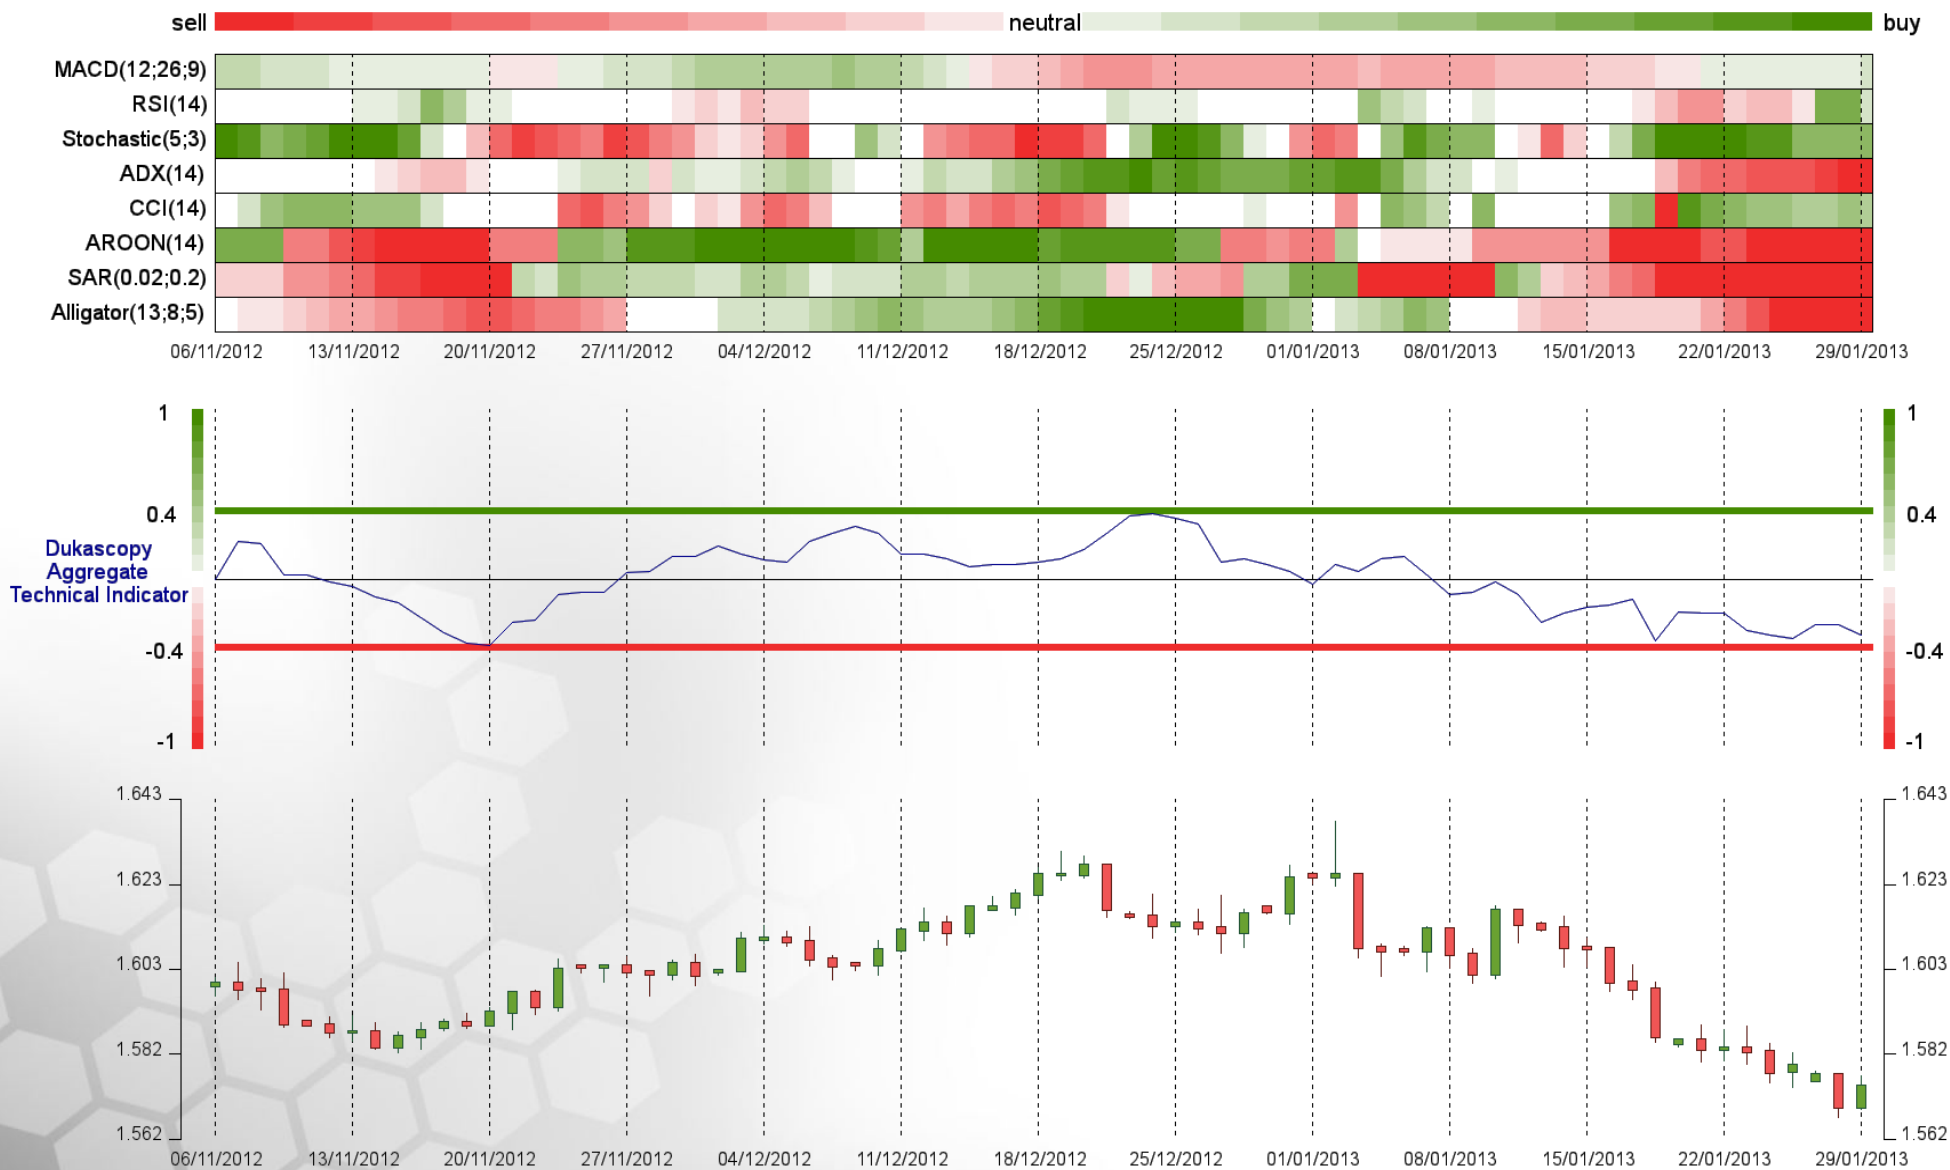 sell neutral buy
MACD(12;26;9)
RSI(14)
Stochastic(5;3)
ADX(14)
CCI(14)
AROON(14)
SAR(0.02;0.2)
Alligator(13;8;5)
06/11/2012 13/11/2012 20/11/2012 27/11/2012 04/12/2012 11/12/2012 18/12/2012 25/12/2012 01/01/2013 08/01/2013 15/01/2013 22/01/2013 29/01/2013
1 1
0.4 0.4
Dukascopy
Aggregate
Technical Indicator
-0.4 -0.4
-1 -1
1.643 1.643
1.623 1.623
1.603 1.603
1.582 1.582
1.562 1.562
06/11/2012 13/11/2012 20/11/2012 27/11/2012 04/12/2012 11/12/2012 18/12/2012 25/12/2012 01/01/2013 08/01/2013 15/01/2013 22/01/2013 29/01/2013